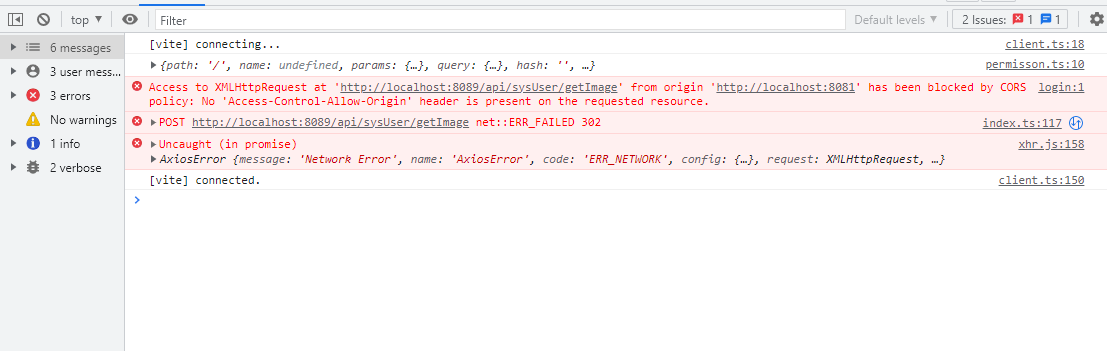 top ▼
Filter
Default levels ▼
2 Issues: 1 1
6 messages
3 user mess...
3 errors
No warnings
1 info
2 verbose
[vite] connecting... client.ts:18
{path: '/', name: undefined, params: {…}, query: {…}, hash: '', …} permisson.ts:10
Access to XMLHttpRequest at 'http://localhost:8089/api/sysUser/getImage' from origin 'http://localhost:8081' has been blocked by CORS login:1
policy: No 'Access-Control-Allow-Origin' header is present on the requested resource.
POST http://localhost:8089/api/sysUser/getImage net::ERR_FAILED 302 index.ts:117
Uncaught (in promise) xhr.js:158
AxiosError {message: 'Network Error', name: 'AxiosError', code: 'ERR_NETWORK', config: {…}, request: XMLHttpRequest, …}
[vite] connected. client.ts:150